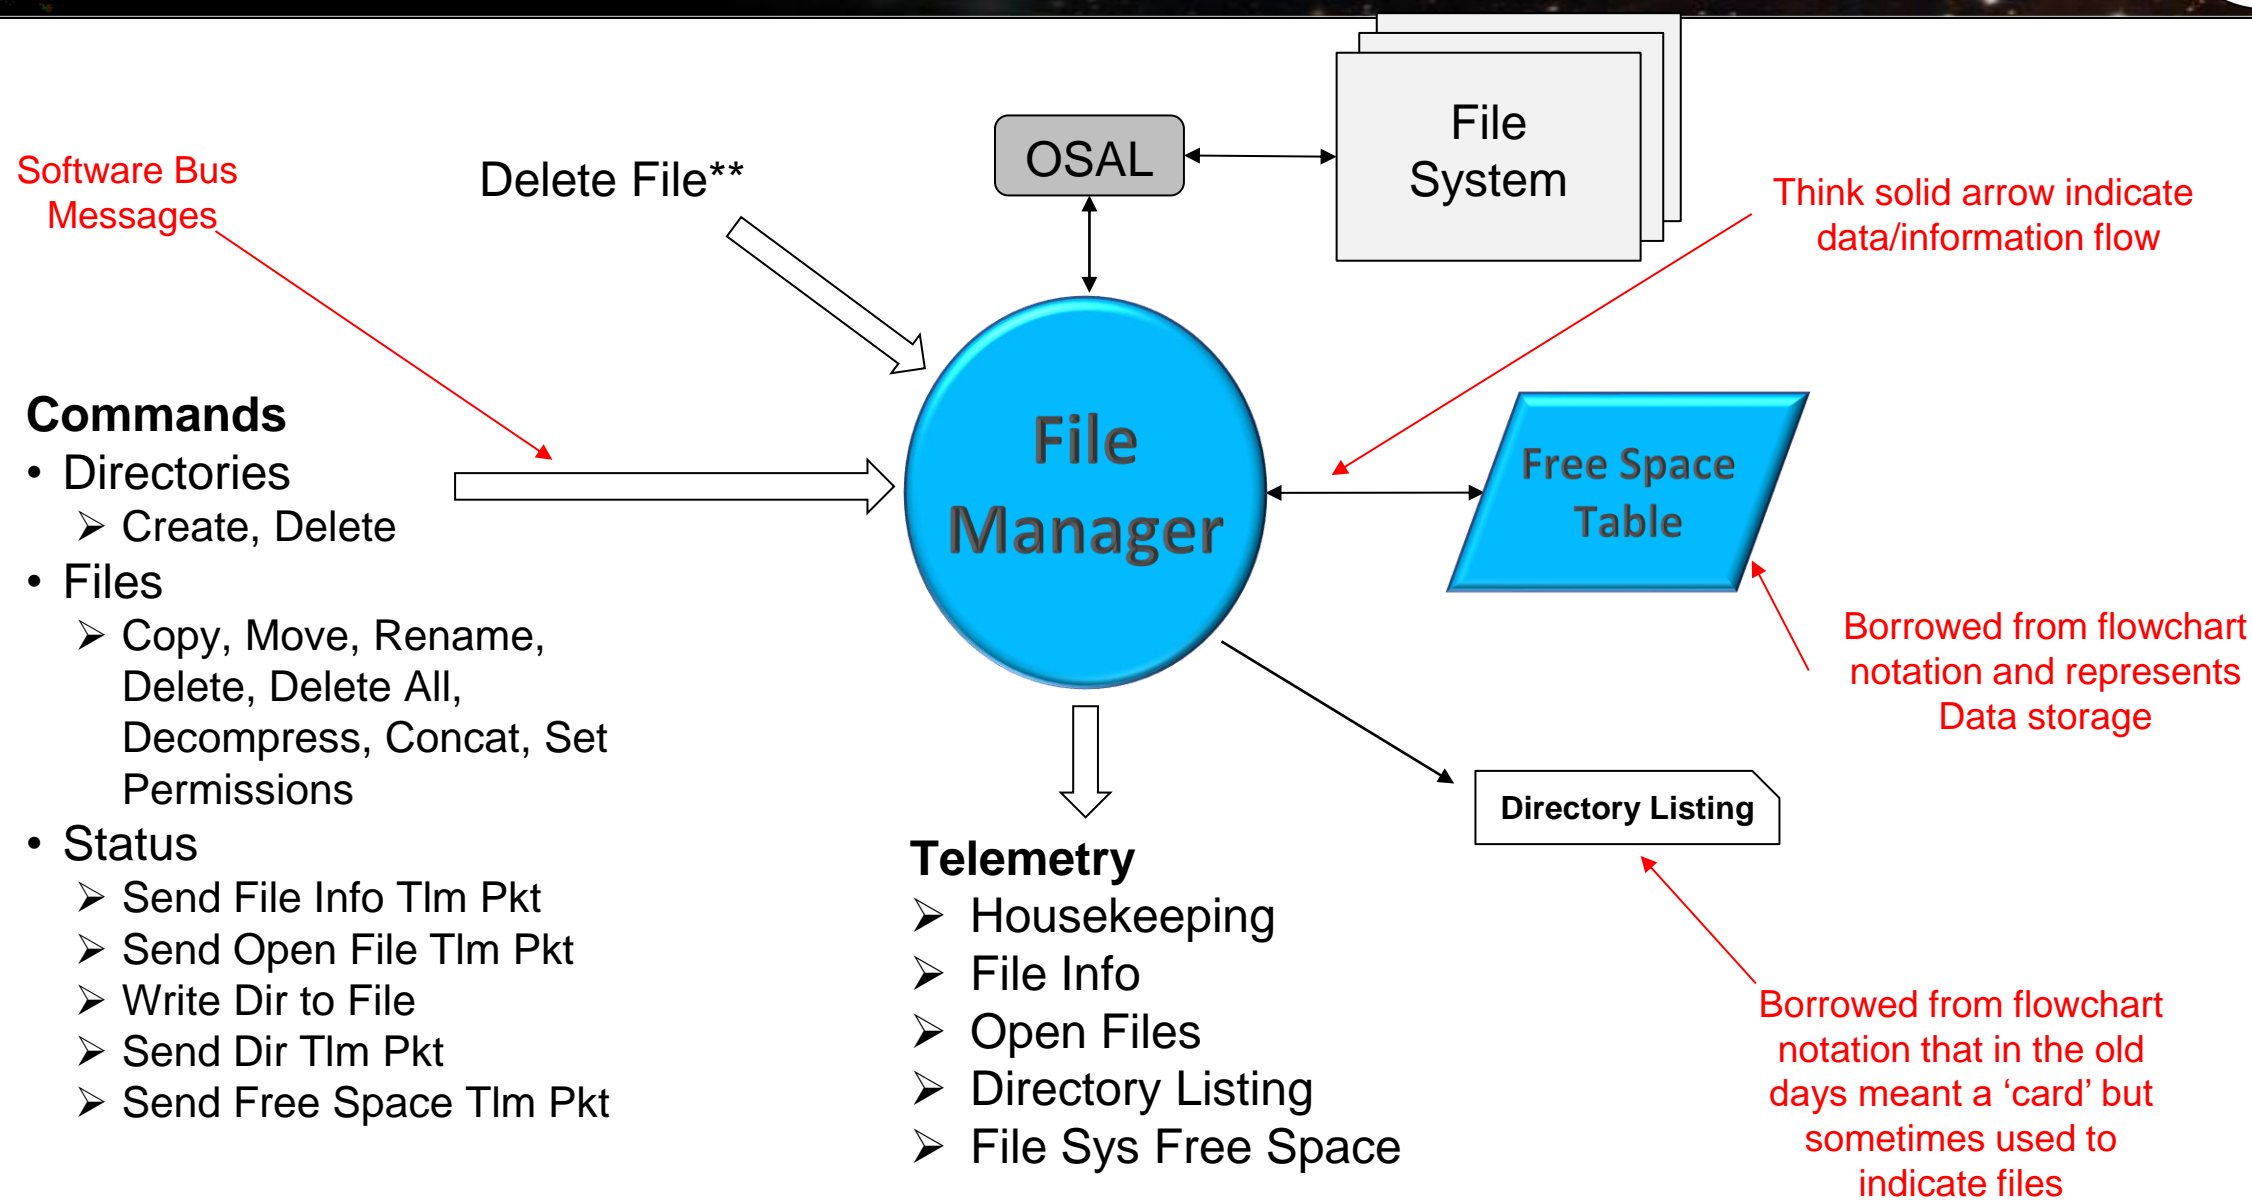 Software Bus
Messages
Delete File**
OSAL
File
System
Think solid arrow indicate
data/information flow
Commands
• Directories
➢ Create, Delete
• Files
➢ Copy, Move, Rename,
Delete, Delete All,
Decompress, Concat, Set
Permissions
• Status
➢ Send File Info Tlm Pkt
➢ Send Open File Tlm Pkt
➢ Write Dir to File
➢ Send Dir Tlm Pkt
➢ Send Free Space Tlm Pkt
File
Manager
Free Space
Table
Borrowed from flowchart
notation and represents
Data storage
Directory Listing
Telemetry
➢ Housekeeping
➢ File Info
➢ Open Files
➢ Directory Listing
➢ File Sys Free Space
Borrowed from flowchart
notation that in the old
days meant a ‘card’ but
sometimes used to
indicate files